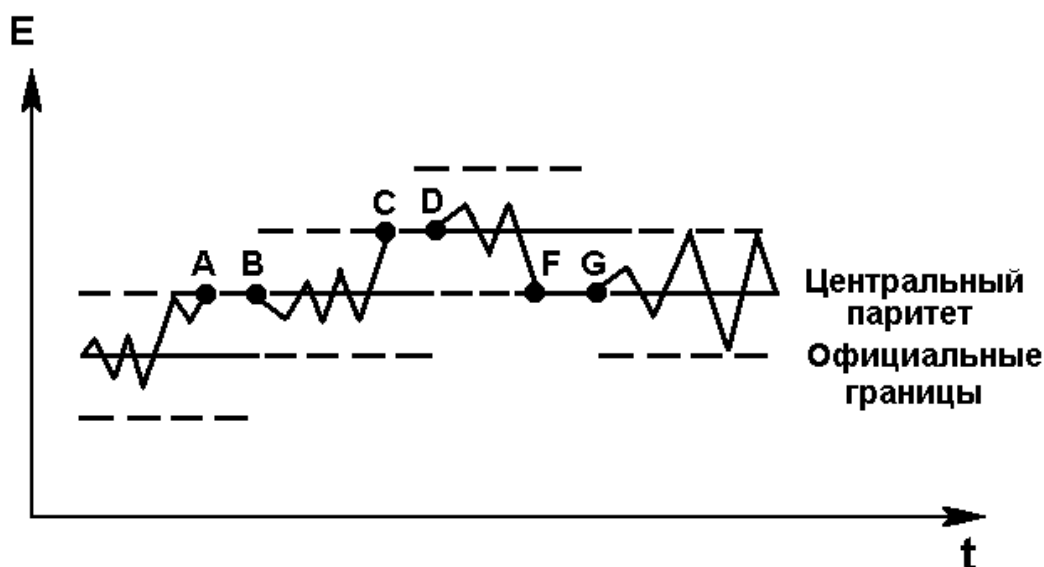 E
C D
A B F G
Центральный
паритет
Официальные
границы
t